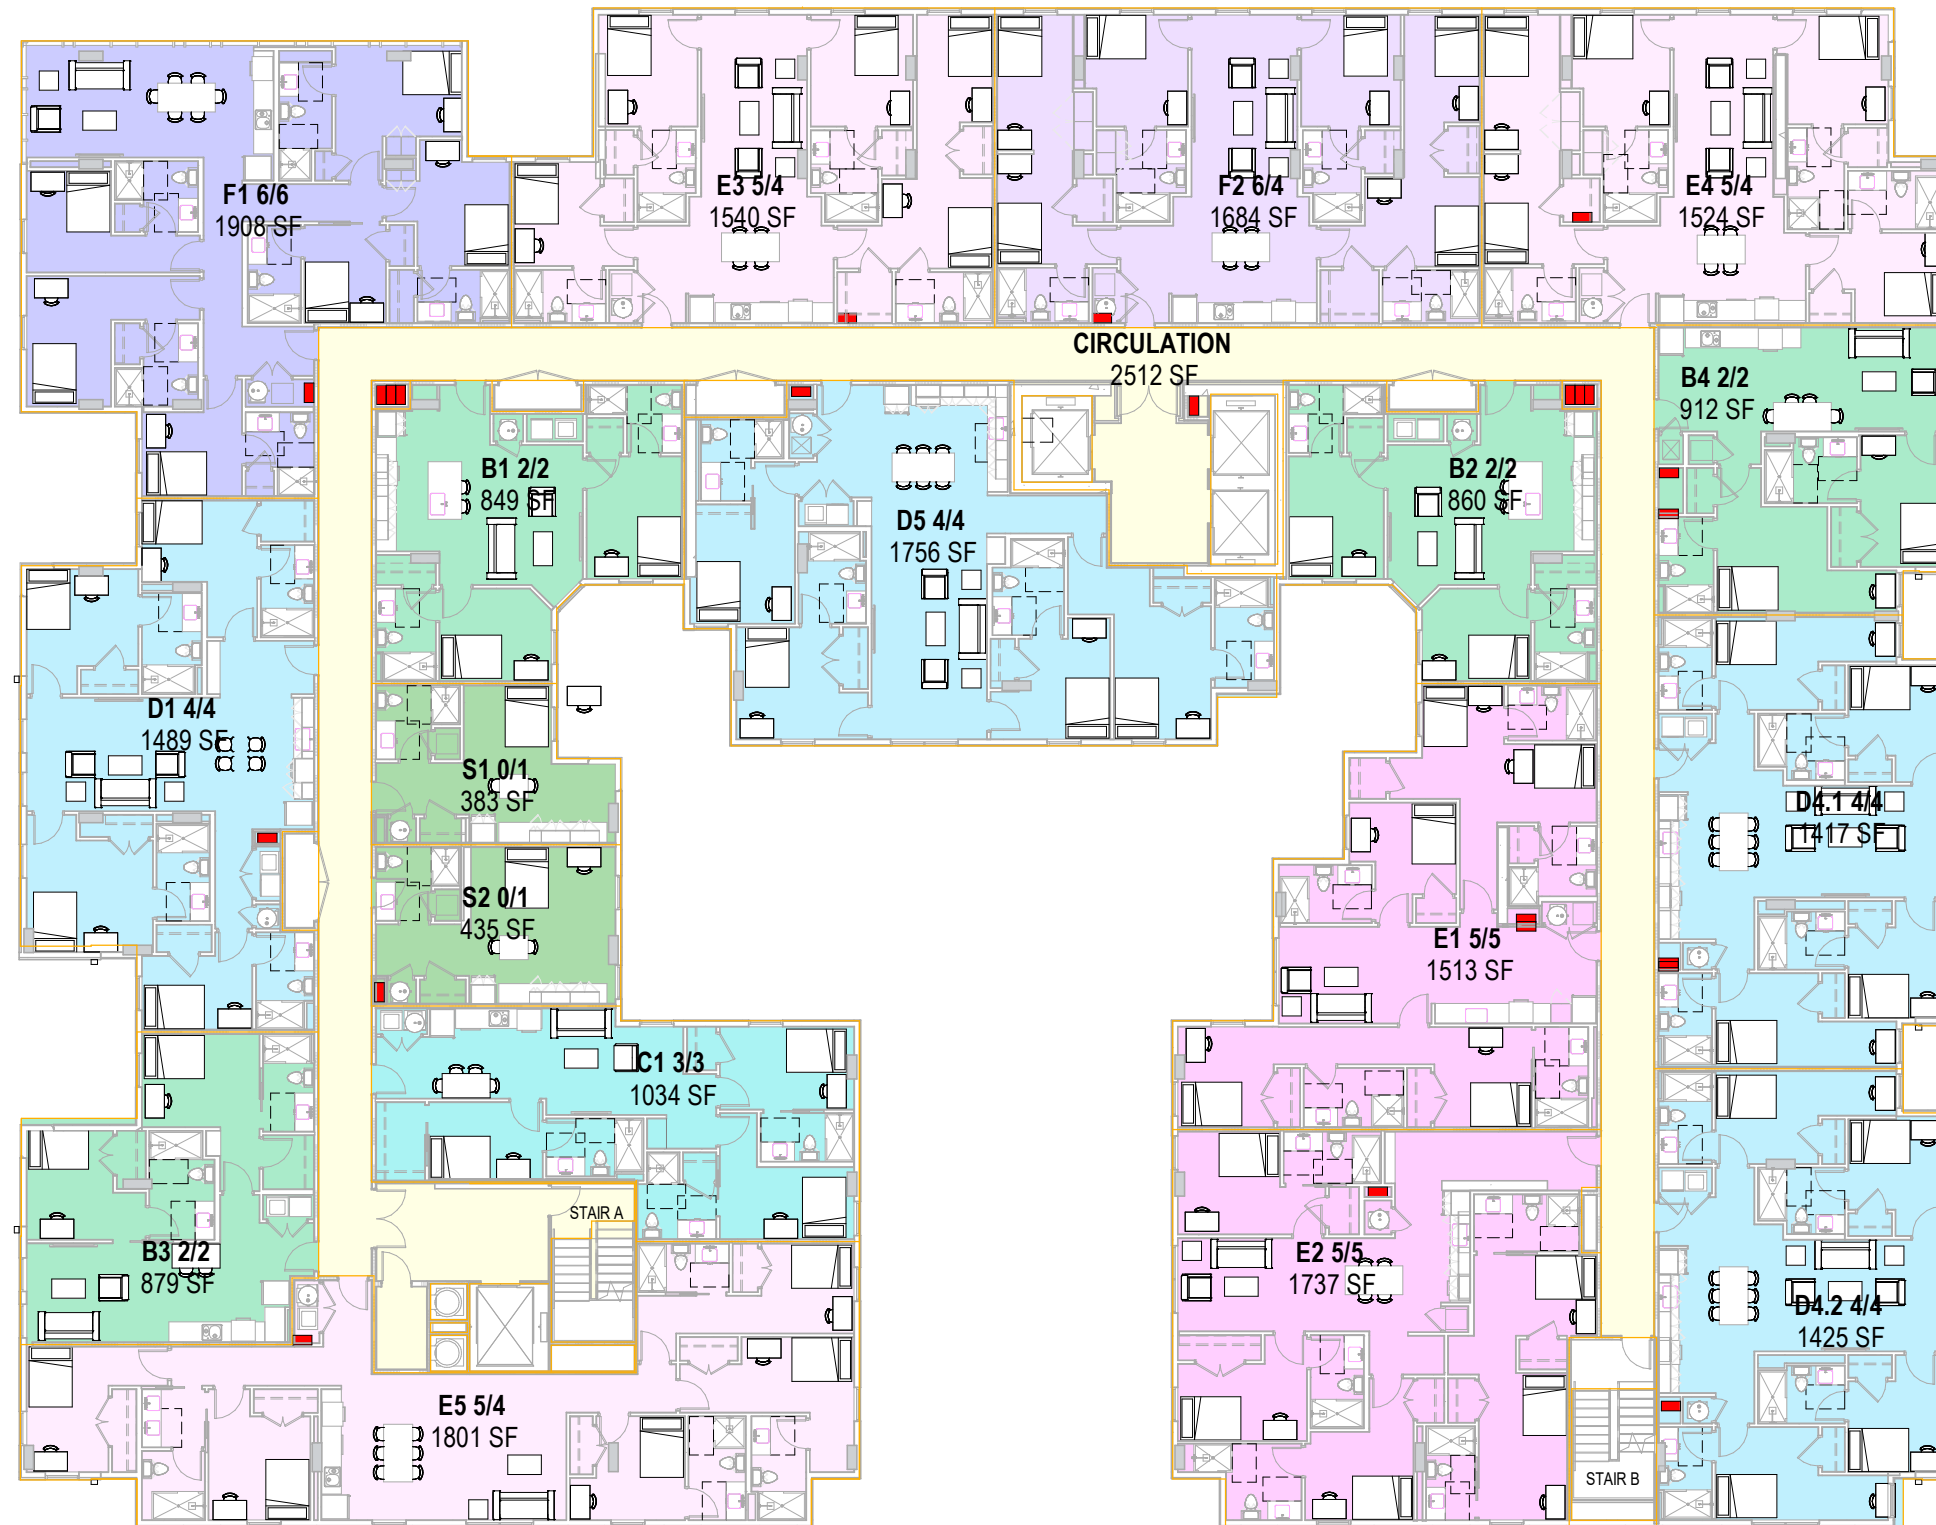 F1 6/6
1908 SF
E3 5/4
1540 SF
F2 6/4
1684 SF
E4 5/4
1524 SF
CIRCULATION
2512 SF
B4 2/2
912 SF
B1 2/2
849 SF
B2 2/2
860 SF
D5 4/4
1756 SF
D1 4/4
1489 SF
S1 0/1
383 SF
D4.1 4/4
1417 SF
S2 0/1
435 SF
E1 5/5
1513 SF
C1 3/3
1034 SF
STAIR A
B3 2/2
879 SF
E2 5/5
1737 SF
D4.2 4/4
1425 SF
E5 5/4
1801 SF
STAIR B